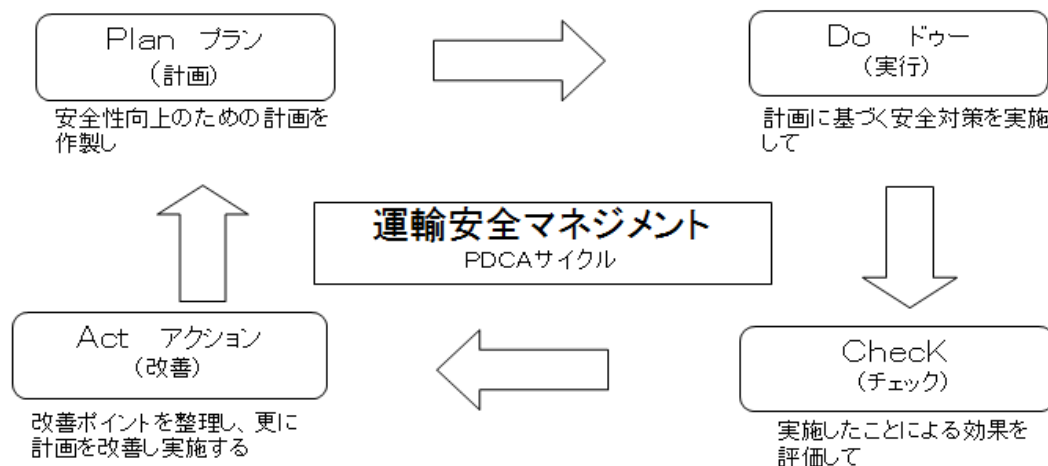 Plan プラン
(計画)
安全性向上のための計画を
作製し
Do ドゥー
(実行)
計画に基づく安全対策を実施
して
運輸安全マネジメント
PDCAサイクル
Act アクション
(改善)
改善ポイントを整理し、更に
計画を改善し実施する
ChecK
(チェック)
実施したことによる効果を
評価して